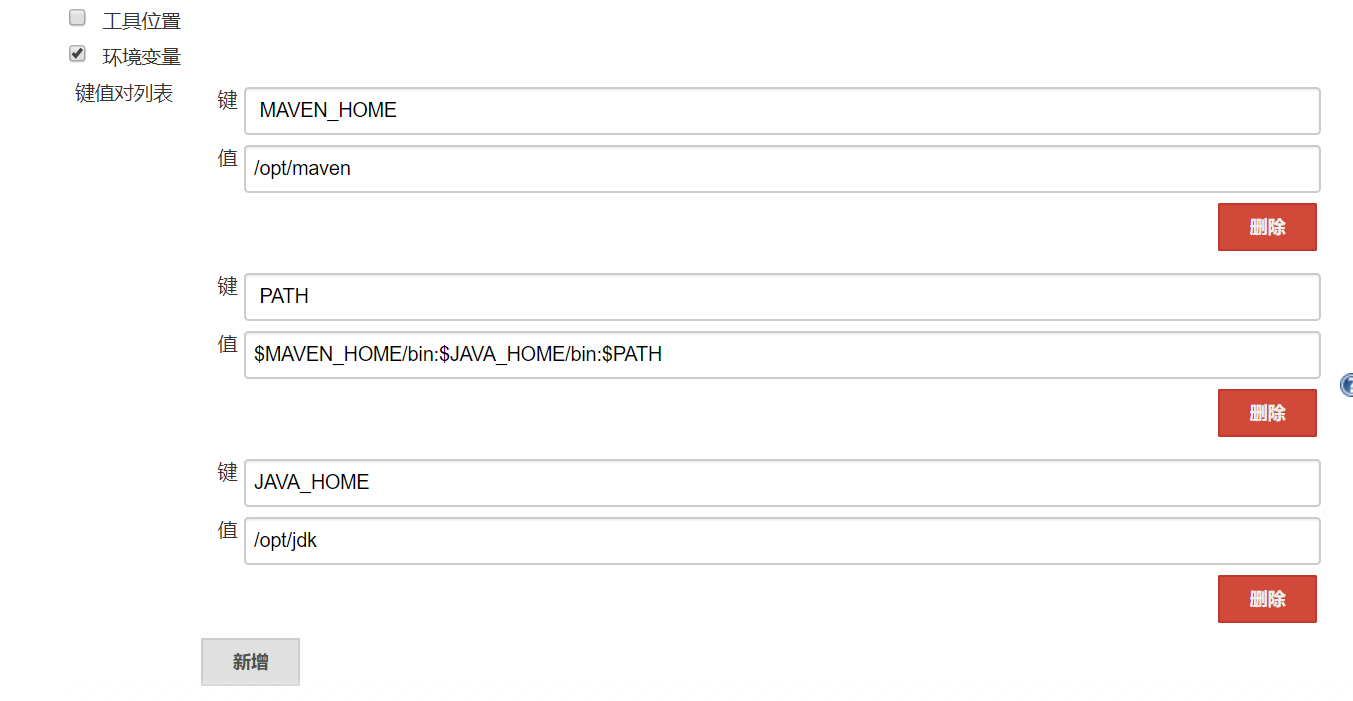 工具位置
环境变量
键值对列表
键 MAVEN_HOME
值 /opt/maven
删除
键 PATH
值 $MAVEN_HOME/bin:$JAVA_HOME/bin:$PATH
删除
键 JAVA_HOME
值 /opt/jdk
删除
新增